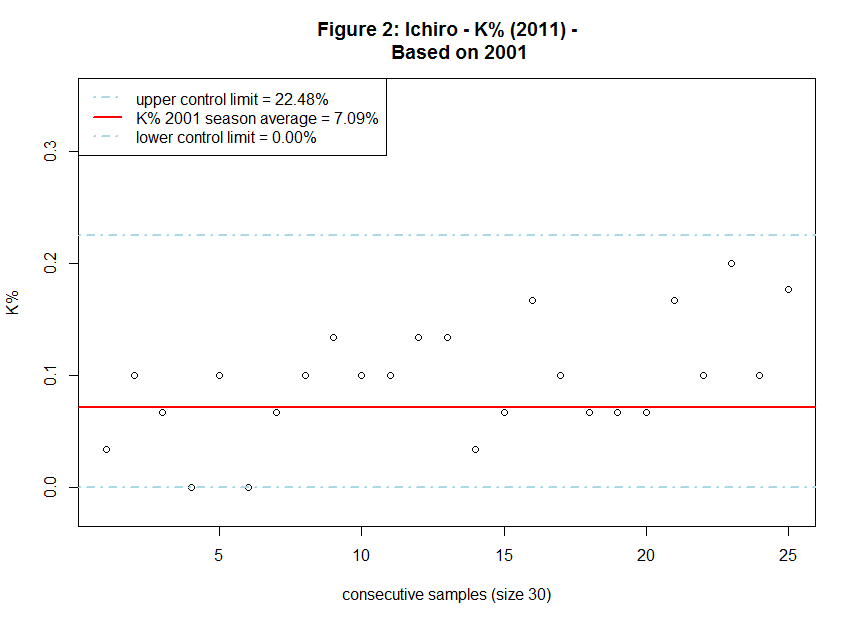 Figure 2: Ichiro - K% (2011) -
Based on 2001
upper control limit = 22.48%
K% 2001 season average = 7.09%
lower control limit = 0.00%
0.3
0.2
0.1
0.0
K%
5 10 15 20 25
consecutive samples (size 30)